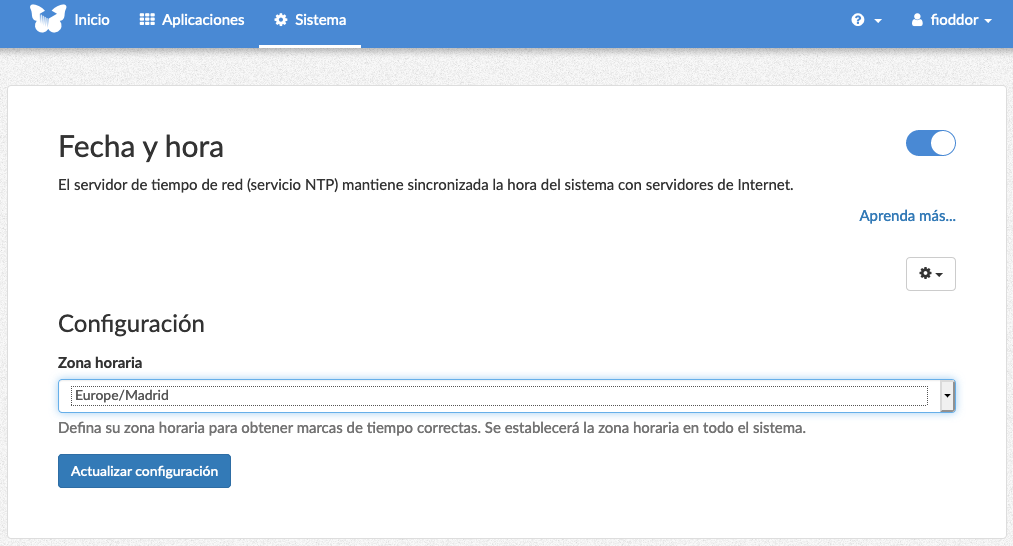 Inicio
Aplicaciones
Sistema
fioddor
Fecha y hora
El servidor de tiempo de red (servicio NTP) mantiene sincronizada la hora del sistema con servidores de Internet.
Aprenda más...
Configuración
Zona horaria
Europe/Madrid
Defina su zona horaria para obtener marcas de tiempo correctas. Se establecerá la zona horaria en todo el sistema.
Actualizar configuración